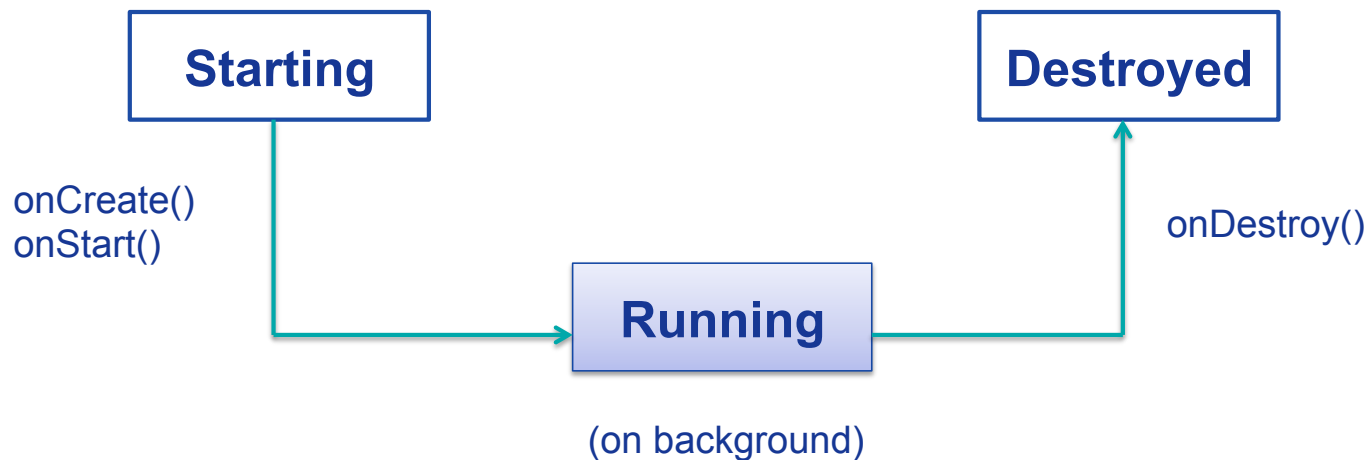 Starting
Destroyed
onCreate()
onStart()
onDestroy()
Running
(on background)